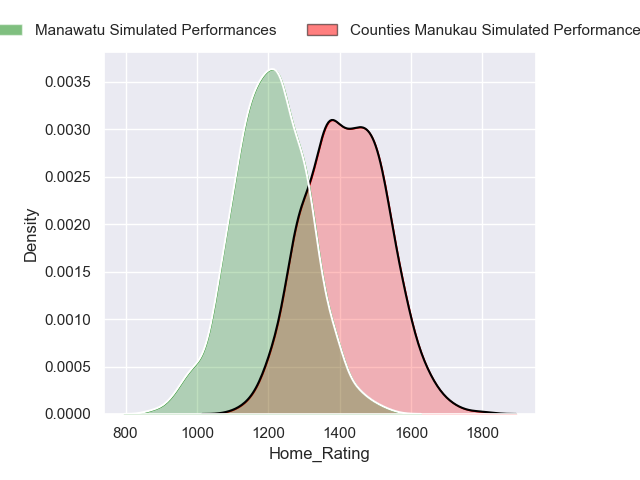 Manawatu Simulated Performances
Counties Manukau Simulated Performance
0.0035
0.0030
0.0025
0.0020
0.0015
0.0010
0.0005
0.0000
Density
800 1000 1200 1400 1600 1800
Home_Rating